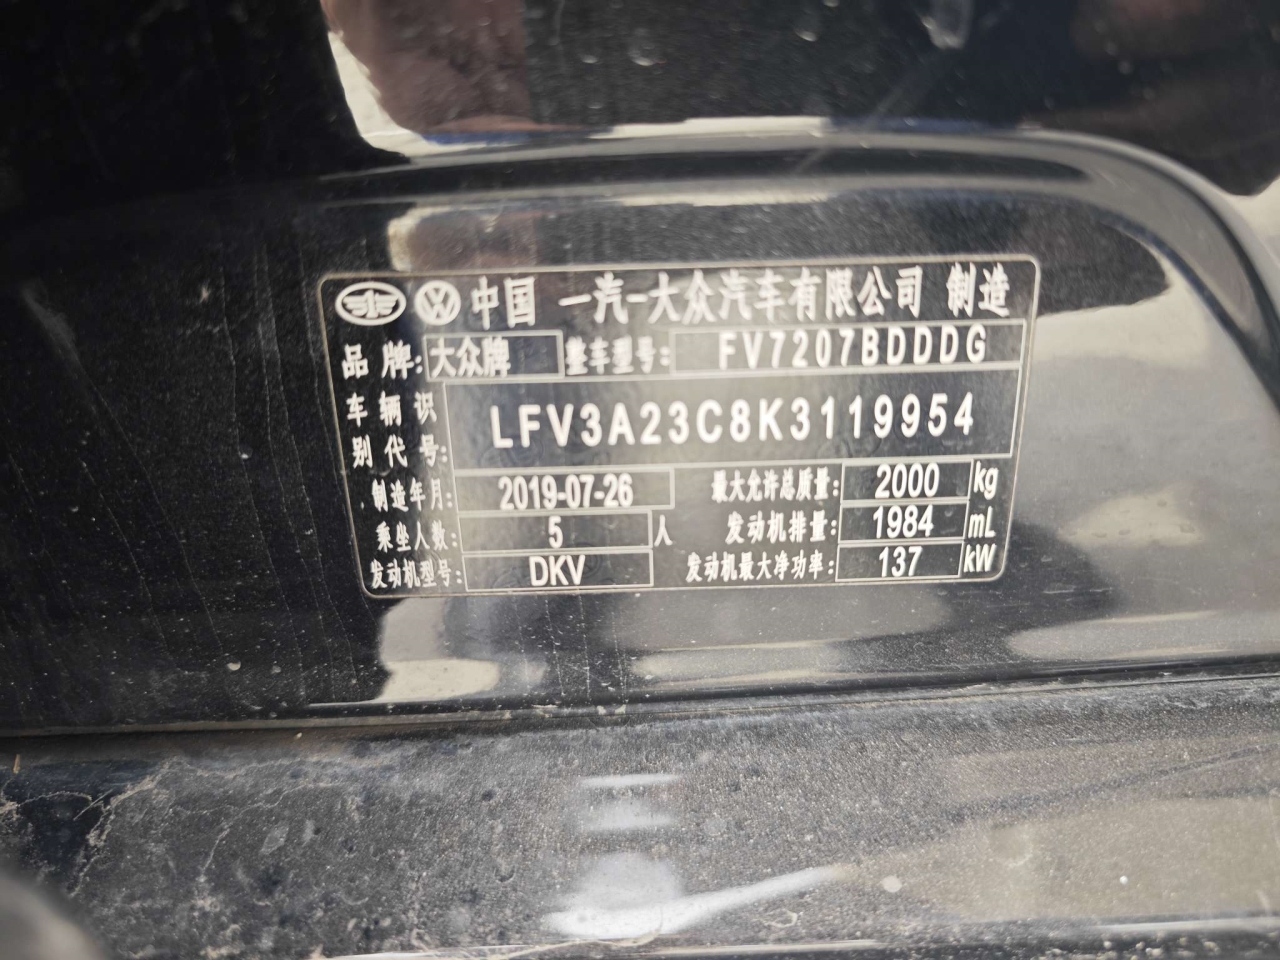 中国 一汽-大众汽车有限公司 制造
品牌: 大众牌 整车型号: FV7207BDDDG
车辆识别代号: LFV3A23C8K3119954
制造年月: 2019-07-26 最大允许总质量: 2000 kg
乘坐人数: 5 人 发动机排量: 1984 mL
发动机型号: DKV 发动机最大净功率: 137 kW